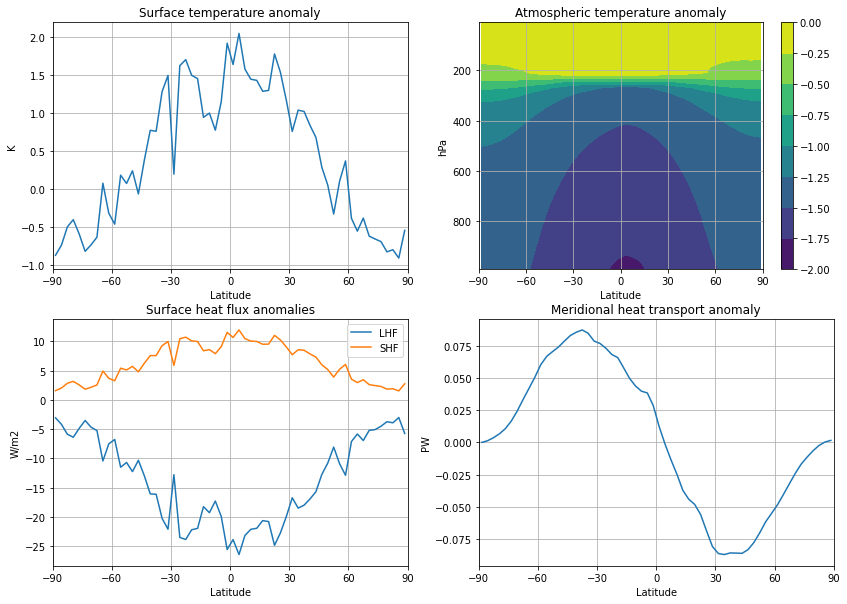 Surface temperature anomaly
2.0
1.5
1.0
0.5
0.0
−0.5
−1.0
K
−90 −60 −30 0 30 60 90
Latitude
Atmospheric temperature anomaly
200
400
600
800
hPa
−90 −60 −30 0 30 60 90
Latitude
0.00
−0.25
−0.50
−0.75
−1.00
−1.25
−1.50
−1.75
−2.00
Surface heat flux anomalies
LHF
SHF
10
5
0
−5
−10
−15
−20
−25
W/m2
−90 −60 −30 0 30 60 90
Latitude
Meridional heat transport anomaly
0.075
0.050
0.025
0.000
−0.025
−0.050
−0.075
PW
−90 −60 −30 0 30 60 90
Latitude